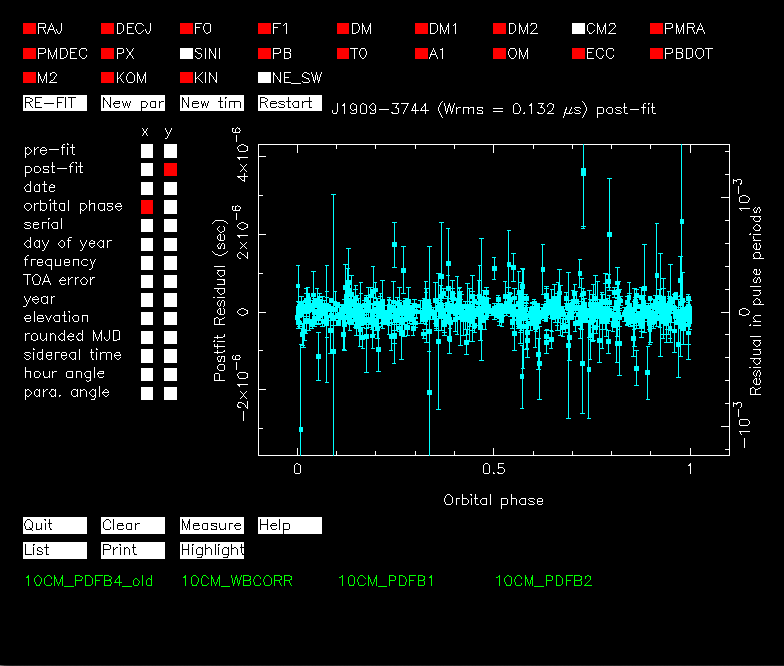 RAJ DECJ F0 F1 DM DM1 DM2 CM2 PMRA
PMDEC PX SINI PB T0 A1 OM ECC PBDOT
M2 KOM KIN NE_SW
RE-FIT New par New tim Restart
J1909-3744 (Wrms = 0.132 μs) post-fit
x y
pre-fit
post-fit
date
orbital phase
serial
day of year
frequency
TOA error
year
elevation
rounded MJD
sidereal time
hour angle
para. angle
Postfit Residual (sec)
4×10⁻⁶
2×10⁻⁶
0
−2×10⁻⁶
10⁻³
0
−10⁻³
Residual in pulse periods
0 0.5 1
Orbital phase
Quit Clear Measure Help
List Print Highlight
10CM_PDFB4_old 10CM_WBCORR 10CM_PDFB1 10CM_PDFB2